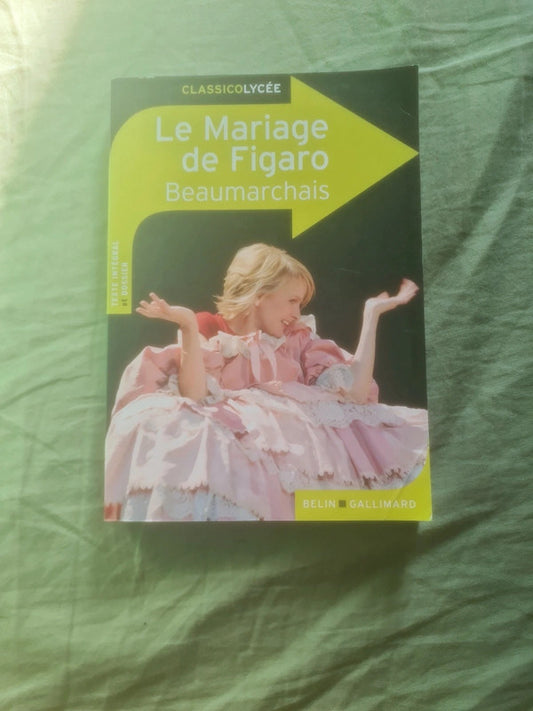 CLASSICOLYCÉE
Le Mariage
de Figaro
Beaumarchais
TEXTE INTÉGRAL
ET DOSSIER
BELIN ■ GALLIMARD